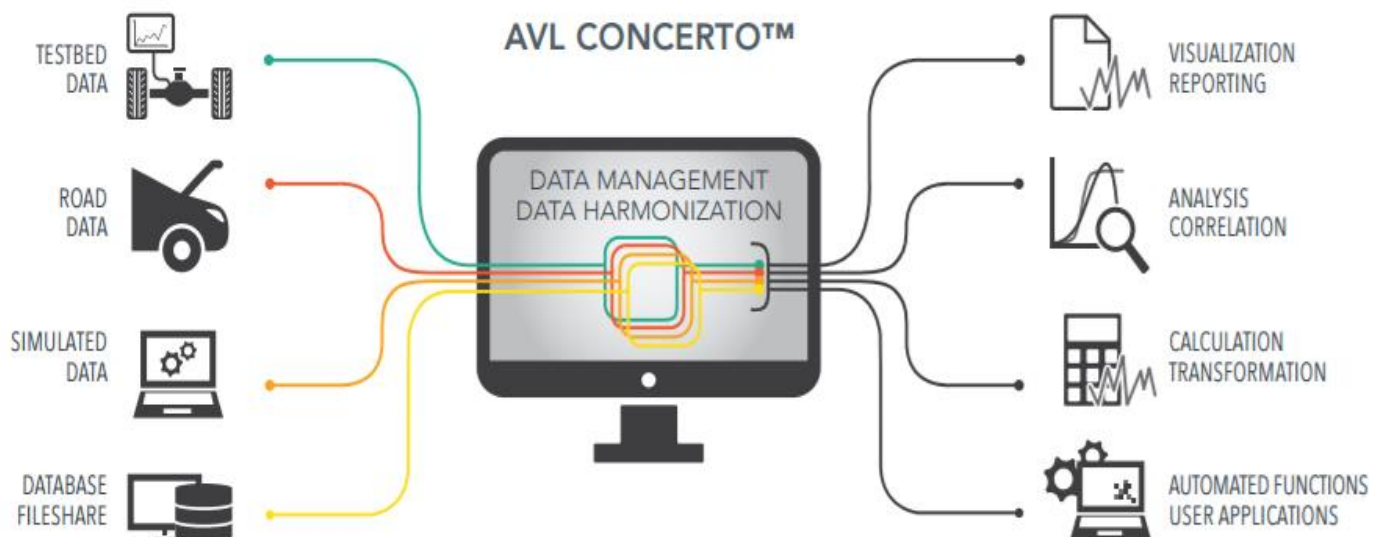 AVL CONCERTO™
TESTBED
DATA
ROAD
DATA
SIMULATED
DATA
DATABASE
FILESHARE
DATA MANAGEMENT
DATA HARMONIZATION
VISUALIZATION
REPORTING
ANALYSIS
CORRELATION
CALCULATION
TRANSFORMATION
AUTOMATED FUNCTIONS
USER APPLICATIONS